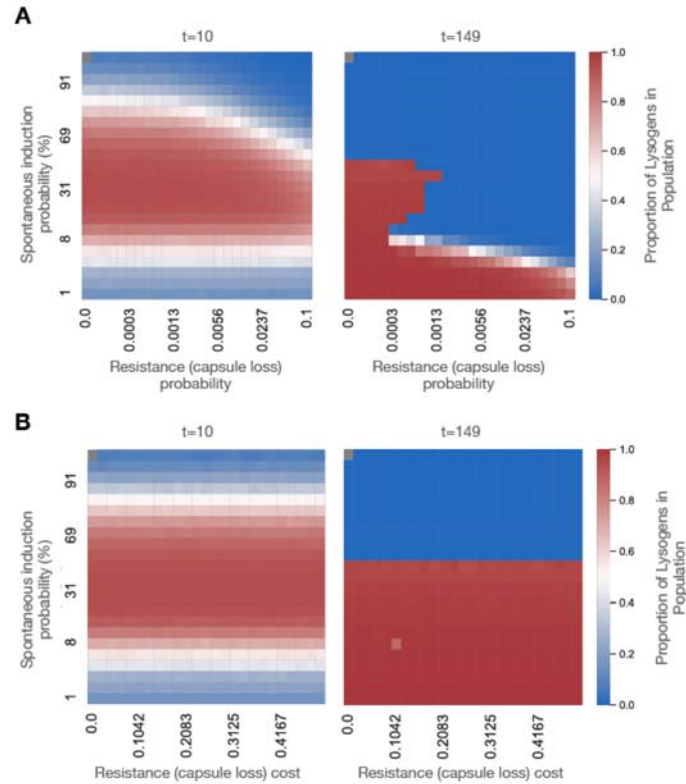 A
t=10
t=149
Spontaneous induction
probability (%)
91
69
31
8
1
0.0
0.0003
0.0013
0.0056
0.0237
0.1
0.0
0.0003
0.0013
0.0056
0.0237
0.1
Resistance (capsule loss)
probability
Resistance (capsule loss)
probability
1.0
0.8
0.6
0.4
0.2
0.0
Proportion of Lysogens in
Population
B
t=10
t=149
Spontaneous induction
probability (%)
91
69
31
8
1
0.0
0.1042
0.2083
0.3125
0.4167
0.0
0.1042
0.2083
0.3125
0.4167
Resistance (capsule loss) cost
Resistance (capsule loss) cost
1.0
0.8
0.6
0.4
0.2
0.0
Proportion of Lysogens in
Population